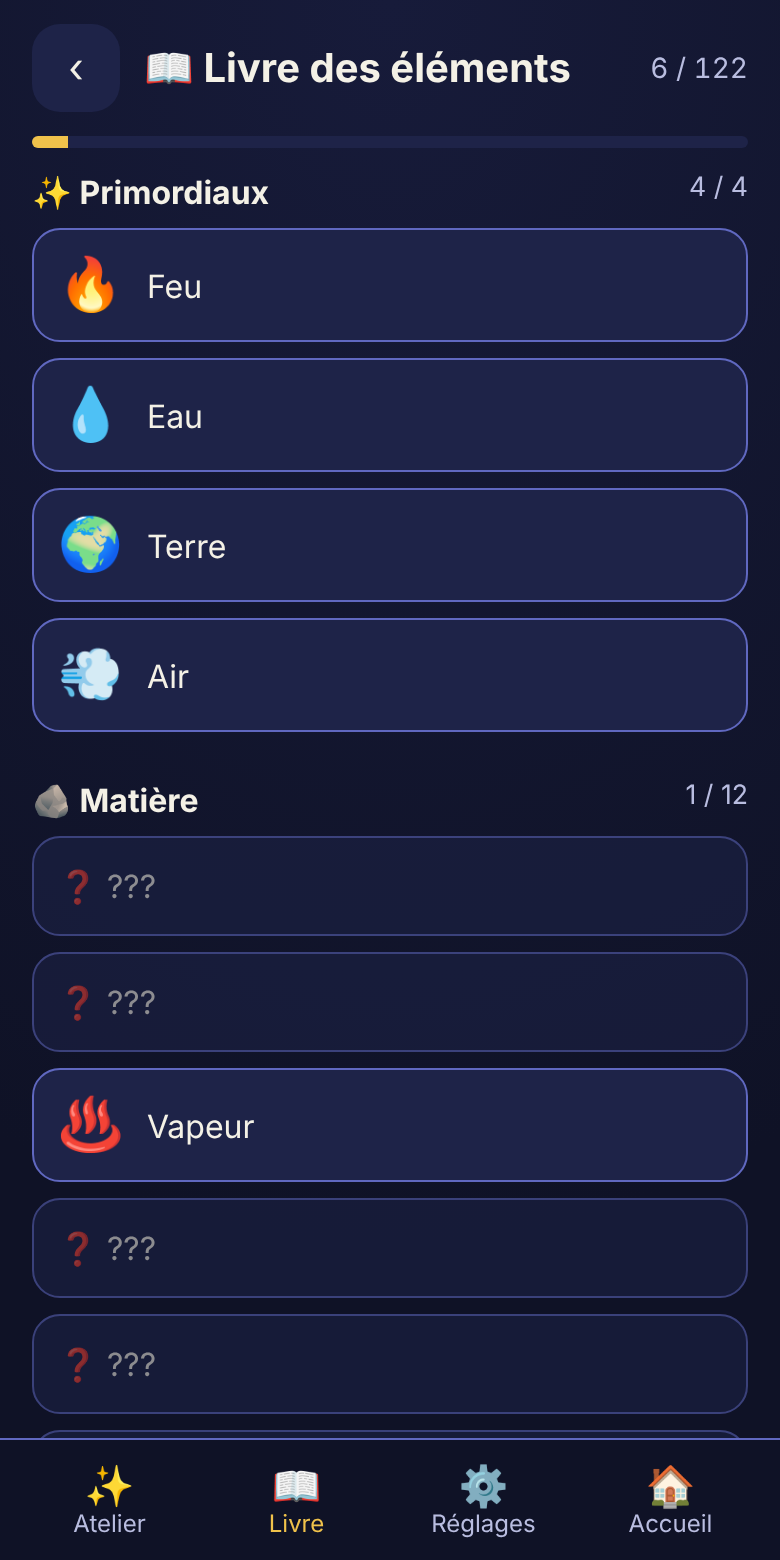 ‹
Livre des éléments
6 / 122
Primordiaux
4 / 4
Feu
Eau
Terre
Air
Matière
1 / 12
❓ ???
❓ ???
Vapeur
❓ ???
❓ ???
Atelier
Livre
Réglages
Accueil